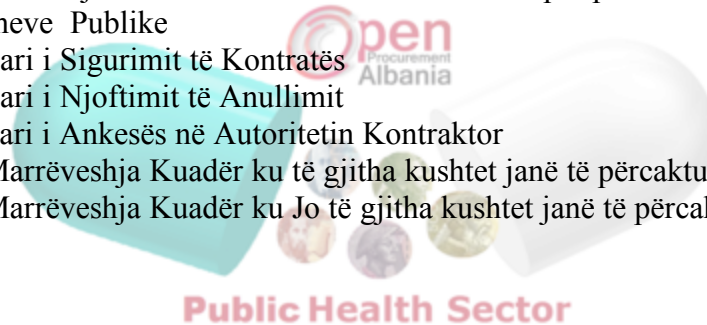 neve Publike
Open
Procurement
Albania
ari i Sigurimit të Kontratës
ari i Njoftimit të Anullimit
ari i Ankesës në Autoritetin Kontraktor
Marrëveshja Kuadër ku të gjitha kushtet janë të përcaktu
Marrëveshja Kuadër ku Jo të gjitha kushtet janë të përcak
Public Health Sector